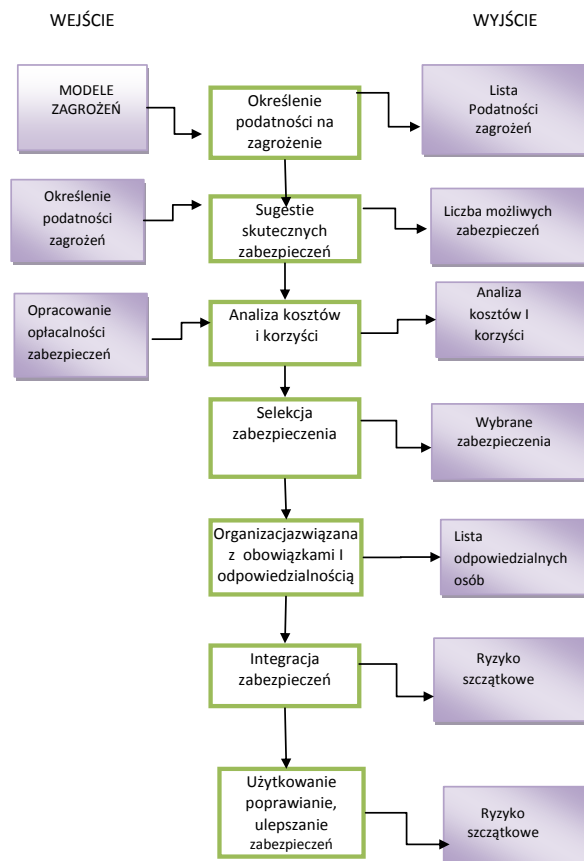 WEJŚCIE
WYJŚCIE
MODELE
ZAGROŻEŃ
Określenie
podatności na
zagrożenie
Lista
Podatności
zagrożeń
Określenie
podatności
zagrożeń
Sugestie
skutecznych
zabezpieczeń
Liczba możliwych
zabezpieczeń
Opracowanie
opłacalności
zabezpieczeń
Analiza kosztów
i korzyści
Analiza
kosztów I
korzyści
Selekcja
zabezpieczenia
Wybrane
zabezpieczenia
Organizacjazwiązana
z obowiązkami I
odpowiedzialnością
Lista
odpowiedzialnych
osób
Integracja
zabezpieczeń
Ryzyko
szczątkowe
Użytkowanie
poprawianie,
ulepszanie
zabezpieczeń
Ryzyko
szczątkowe